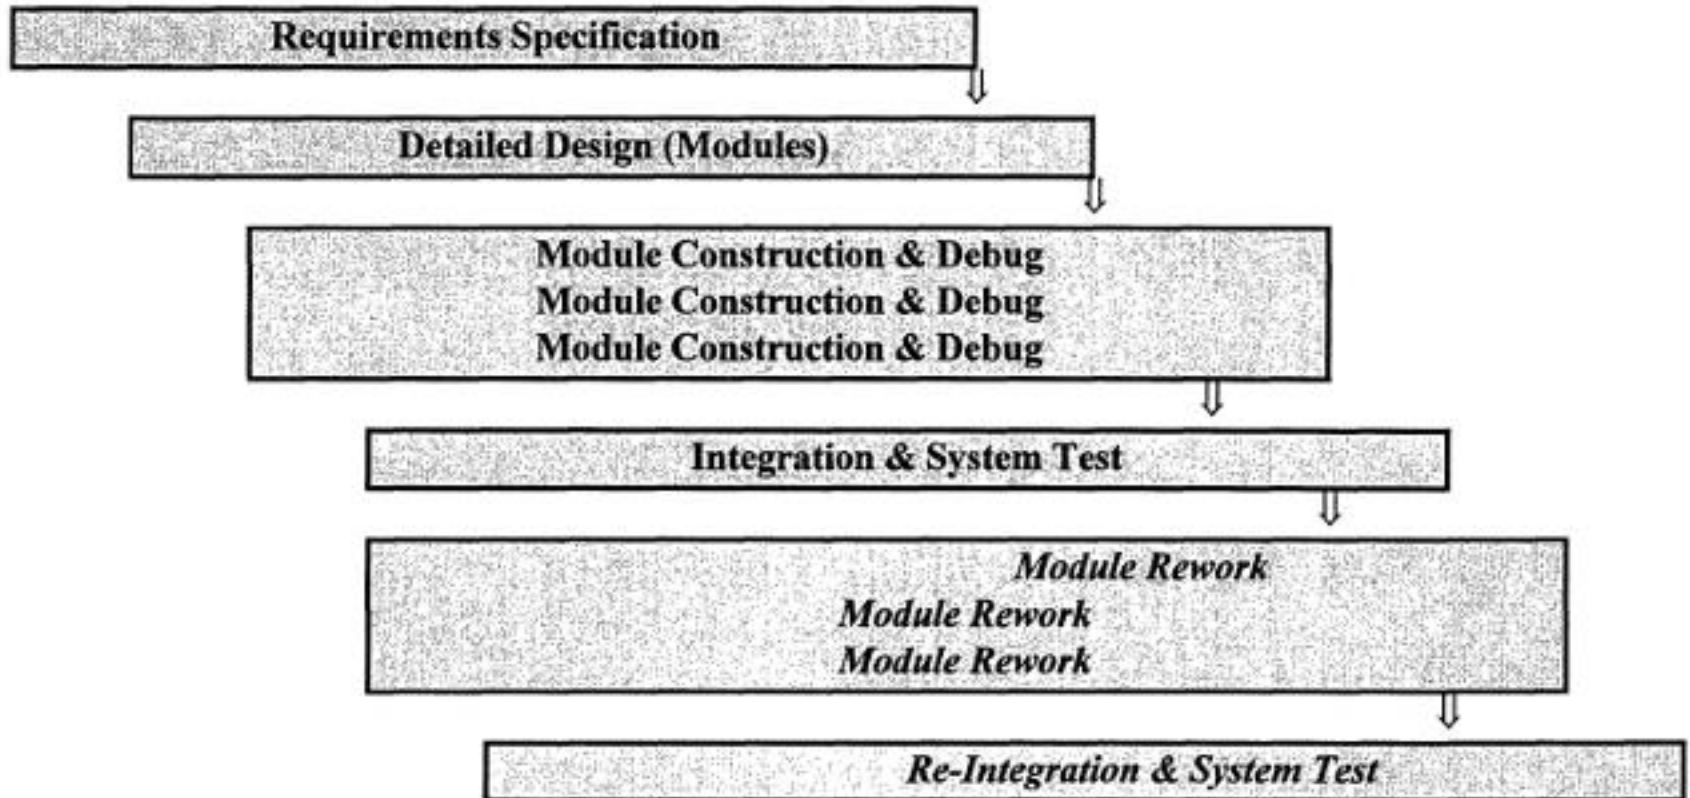 Requirements Specification
Detailed Design (Modules)
Module Construction & Debug
Module Construction & Debug
Module Construction & Debug
Integration & System Test
Module Rework
Module Rework
Module Rework
Re-Integration & System Test